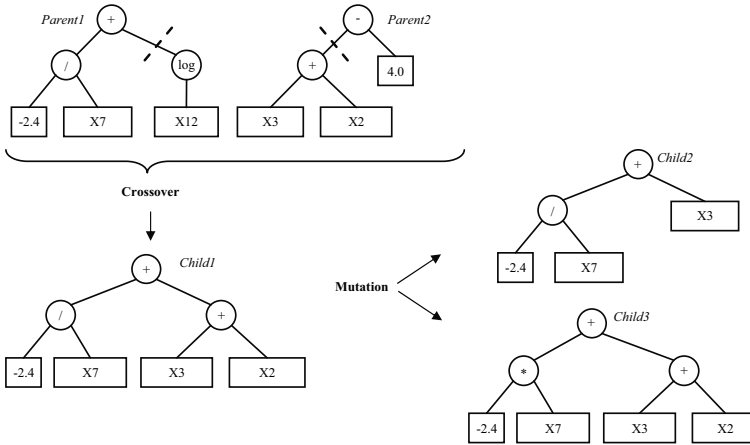 Parent1
+
-
Parent2
/
log
+
4.0
-2.4
X7
X12
X3
X2
Crossover
Child1
+
/
+
-2.4
X7
X3
X2
Mutation
Child2
+
/
X3
-2.4
X7
Child3
+
*
+
-2.4
X7
X3
X2